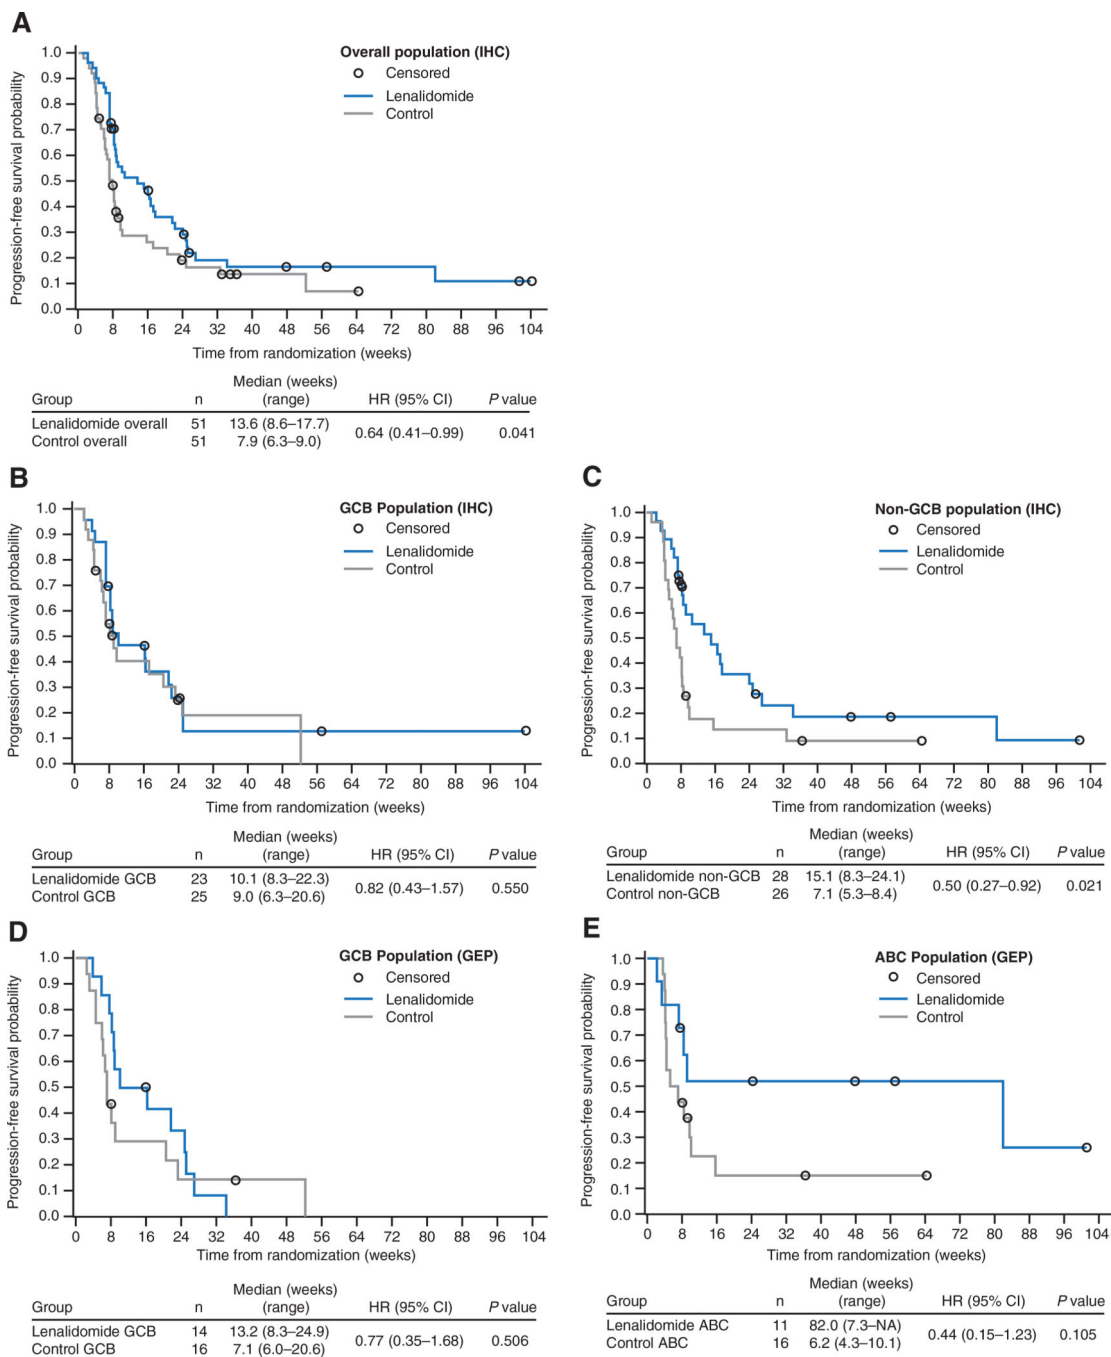 A
Overall population (IHC)
Censored
Lenalidomide
Control
Progression-free survival probability
1.0
0.9
0.8
0.7
0.6
0.5
0.4
0.3
0.2
0.1
0.0
0 8 16 24 32 40 48 56 64 72 80 88 96 104
Time from randomization (weeks)
Group n Median (weeks) (range) HR (95% CI) P value
Lenalidomide overall 51 13.6 (8.6–17.7) 0.64 (0.41–0.99) 0.041
Control overall 51 7.9 (6.3–9.0)
B
GCB Population (IHC)
Censored
Lenalidomide
Control
Progression-free survival probability
1.0
0.9
0.8
0.7
0.6
0.5
0.4
0.3
0.2
0.1
0.0
0 8 16 24 32 40 48 56 64 72 80 88 96 104
Time from randomization (weeks)
Group n Median (weeks) (range) HR (95% CI) P value
Lenalidomide GCB 23 10.1 (8.3–22.3) 0.82 (0.43–1.57) 0.550
Control GCB 25 9.0 (6.3–20.6)
C
Non-GCB population (IHC)
Censored
Lenalidomide
Control
Progression-free survival probability
1.0
0.9
0.8
0.7
0.6
0.5
0.4
0.3
0.2
0.1
0.0
0 8 16 24 32 40 48 56 64 72 80 88 96 104
Time from randomization (weeks)
Group n Median (weeks) (range) HR (95% CI) P value
Lenalidomide non-GCB 28 15.1 (8.3–24.1) 0.50 (0.27–0.92) 0.021
Control non-GCB 26 7.1 (5.3–8.4)
D
GCB Population (GEP)
Censored
Lenalidomide
Control
Progression-free survival probability
1.0
0.9
0.8
0.7
0.6
0.5
0.4
0.3
0.2
0.1
0.0
0 8 16 24 32 40 48 56 64 72 80 88 96 104
Time from randomization (weeks)
Group n Median (weeks) (range) HR (95% CI) P value
Lenalidomide GCB 14 13.2 (8.3–24.9) 0.77 (0.35–1.68) 0.506
Control GCB 16 7.1 (6.0–20.6)
E
ABC Population (GEP)
Censored
Lenalidomide
Control
Progression-free survival probability
1.0
0.9
0.8
0.7
0.6
0.5
0.4
0.3
0.2
0.1
0.0
0 8 16 24 32 40 48 56 64 72 80 88 96 104
Time from randomization (weeks)
Group n Median (weeks) (range) HR (95% CI) P value
Lenalidomide ABC 11 82.0 (7.3–NA) 0.44 (0.15–1.23) 0.105
Control ABC 16 6.2 (4.3–10.1)